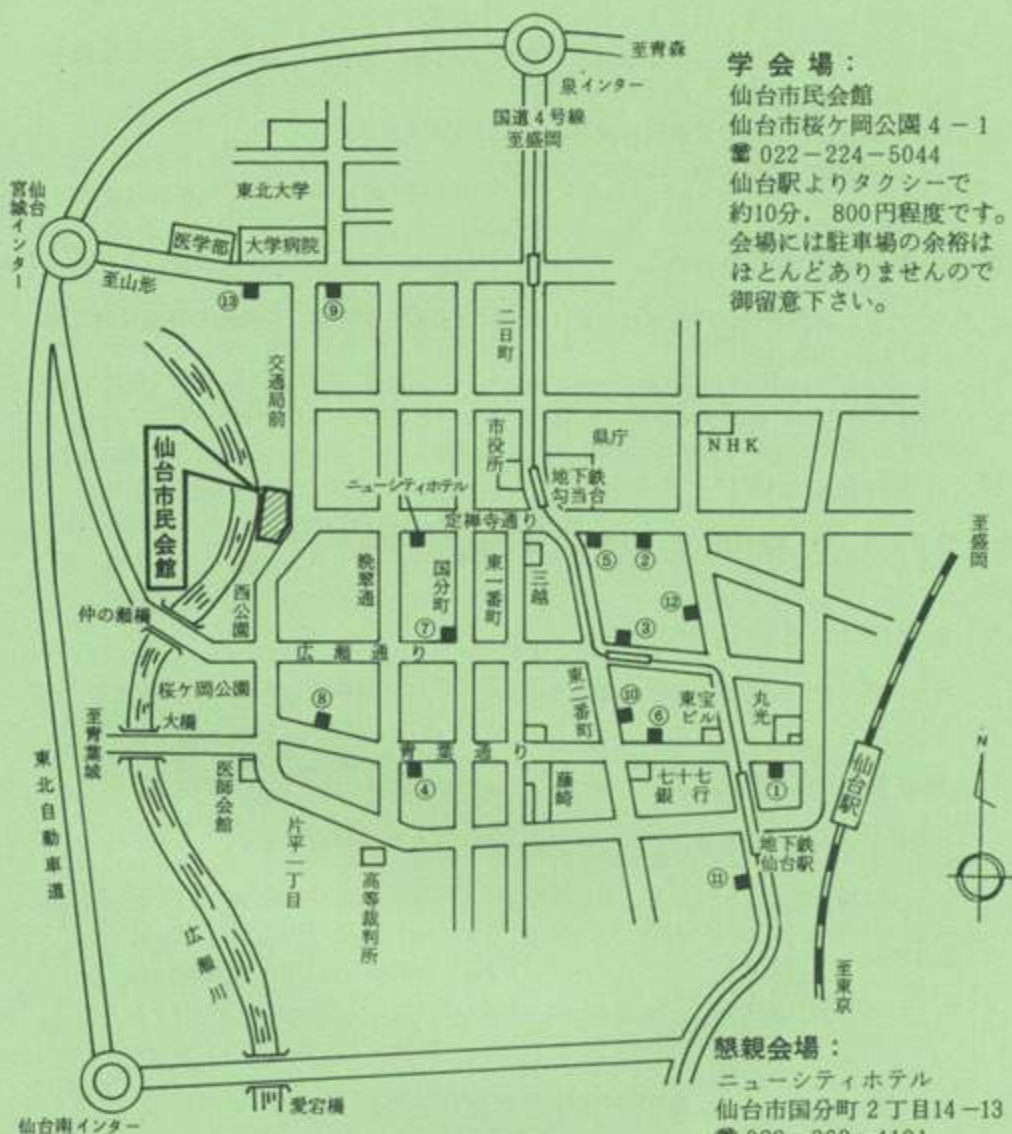 学会場：
仙台市民会館
仙台市桜ケ岡公園4－1
☎ 022－224－5044
仙台駅よりタクシーで
約10分，800円程度です。
会場には駐車場の余裕は
ほとんどありませんので
御留意下さい。
至青森
泉インター
国道4号線
至盛岡
仙台
宮城インター
東北大学
医学部
大学病院
至山形
⑬
⑨
二日町
交通局前
市役所
県庁
NHK
仙台市民会館
ニューシティホテル
地下鉄
勾当台
定禅寺通り
至盛岡
西公園
晩翠通
国分町
東一番町
三越
⑤
②
⑫
③
⑦
仲の瀬橋
広瀬通り
桜ケ岡公園
大橋
至青葉城
⑧
東二番町
⑩
⑥
東宝
ビル
丸光
青葉通り
東北自動車道
医師会館
④
藤崎
七十七
銀行
①
仙台駅
N
片平一丁目
高等裁判所
地下鉄
仙台駅
⑪
広瀬川
至東京
愛宕橋
仙台南インター
懇親会場：
ニューシティホテル
仙台市国分町2丁目14－13